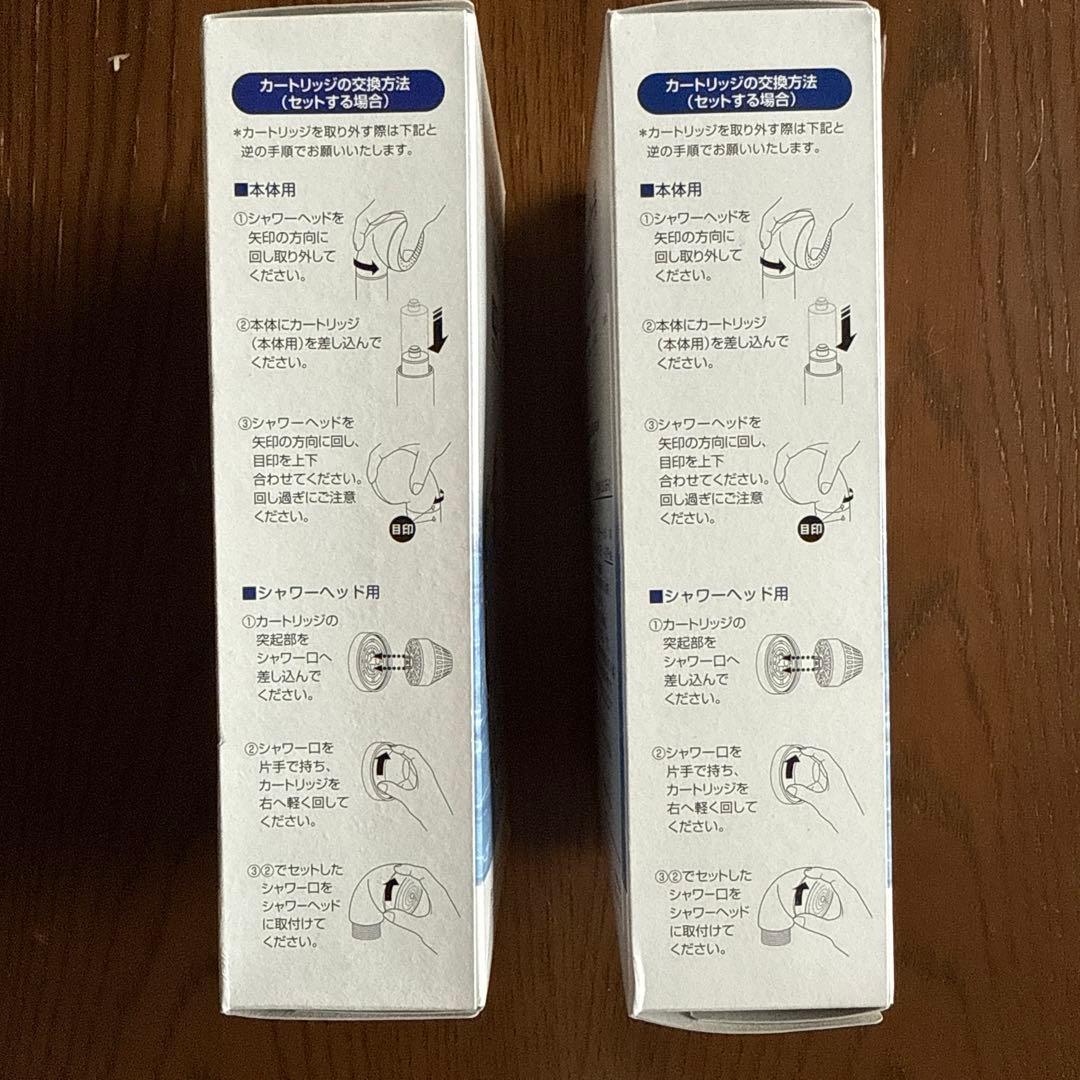 カートリッジの交換方法
（セットする場合）
＊カートリッジを取り外す際は下記と
逆の手順でお願いいたします。
■本体用
①シャワーヘッドを
矢印の方向に
回し取り外して
ください。
②本体にカートリッジ
（本体用）を差し込んで
ください。
③シャワーヘッドを
矢印の方向に回し、
目印を上下
合わせてください。
回し過ぎにご注意
ください。
目印
■シャワーヘッド用
①カートリッジの
突起部を
シャワー口へ
差し込んで
ください。
②シャワー口を
片手で持ち、
カートリッジを
右へ軽く回して
ください。
③②でセットした
シャワー口を
シャワーヘッド
に取付けて
ください。
カートリッジの交換方法
（セットする場合）
＊カートリッジを取り外す際は下記と
逆の手順でお願いいたします。
■本体用
①シャワーヘッドを
矢印の方向に
回し取り外して
ください。
②本体にカートリッジ
（本体用）を差し込んで
ください。
③シャワーヘッドを
矢印の方向に回し、
目印を上下
合わせてください。
回し過ぎにご注意
ください。
目印
■シャワーヘッド用
①カートリッジの
突起部を
シャワー口へ
差し込んで
ください。
②シャワー口を
片手で持ち、
カートリッジを
右へ軽く回して
ください。
③②でセットした
シャワー口を
シャワーヘッド
に取付けて
ください。